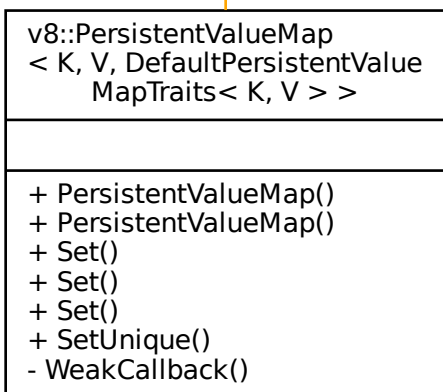 v8::PersistentValueMap
< K, V, DefaultPersistentValue
MapTraits< K, V > >
+ PersistentValueMap()
+ PersistentValueMap()
+ Set()
+ Set()
+ Set()
+ SetUnique()
- WeakCallback()